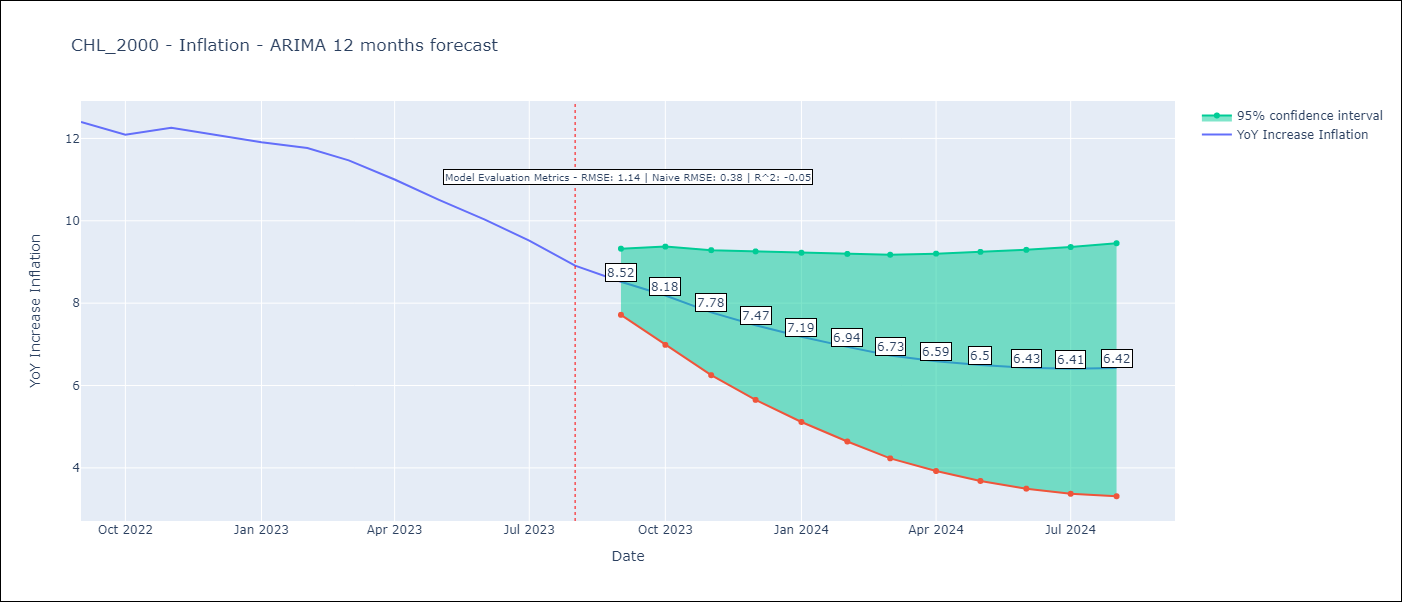 CHL_2000 - Inflation - ARIMA 12 months forecast
95% confidence interval
YoY Increase Inflation
Model Evaluation Metrics - RMSE: 1.14 | Naive RMSE: 0.38 | R^2: -0.05
12
10
8
6
4
YoY Increase Inflation
8.52
8.18
7.78
7.47
7.19
6.94
6.73
6.59
6.5
6.43
6.41
6.42
Oct 2022
Jan 2023
Apr 2023
Jul 2023
Oct 2023
Jan 2024
Apr 2024
Jul 2024
Date